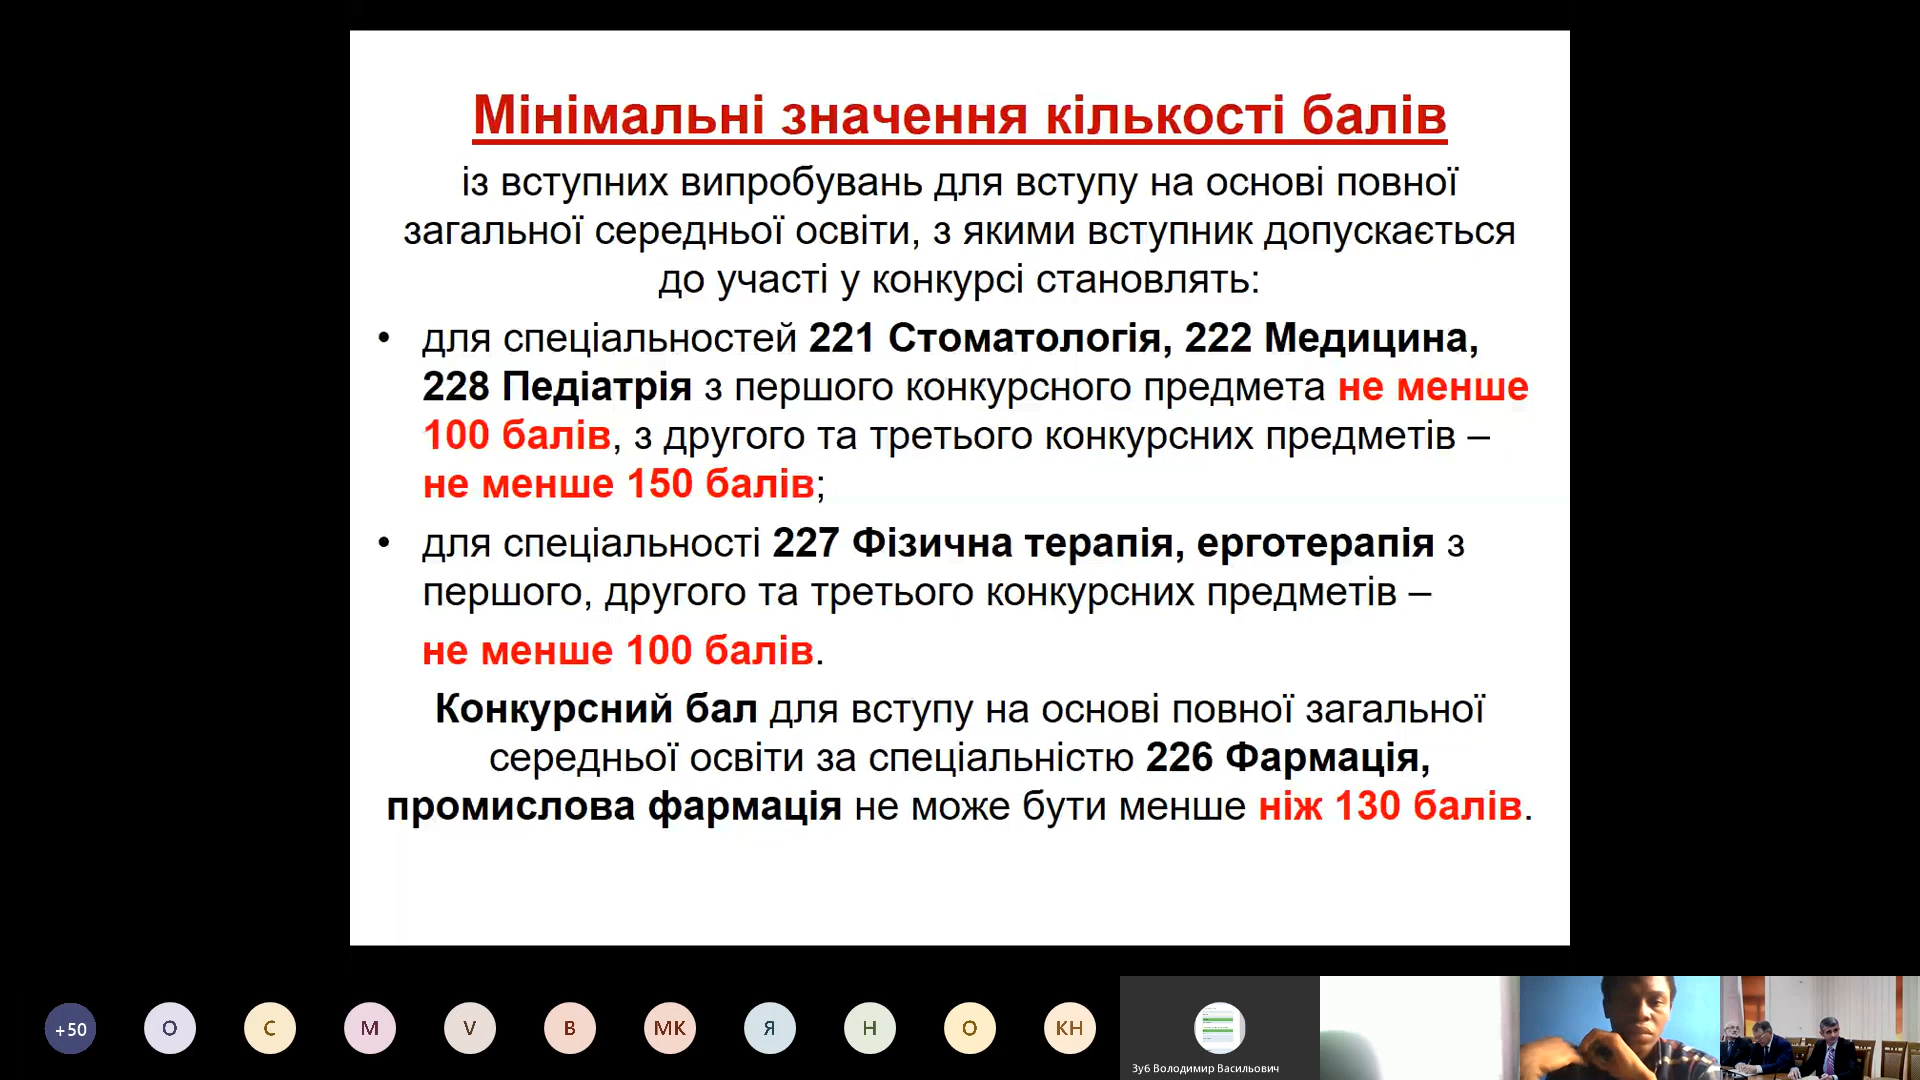 Мінімальні значення кількості балів
із вступних випробувань для вступу на основі повної
загальної середньої освіти, з якими вступник допускається
до участі у конкурсі становлять:
• для спеціальностей 221 Стоматологія, 222 Медицина,
228 Педіатрія з першого конкурсного предмета не менше
100 балів, з другого та третього конкурсних предметів –
не менше 150 балів;
• для спеціальності 227 Фізична терапія, ерготерапія з
першого, другого та третього конкурсних предметів –
не менше 100 балів.
Конкурсний бал для вступу на основі повної загальної
середньої освіти за спеціальністю 226 Фармація,
промислова фармація не може бути менше ніж 130 балів.
+50 О С М V В МК Я Н О КН
Зуб Володимир Васильович